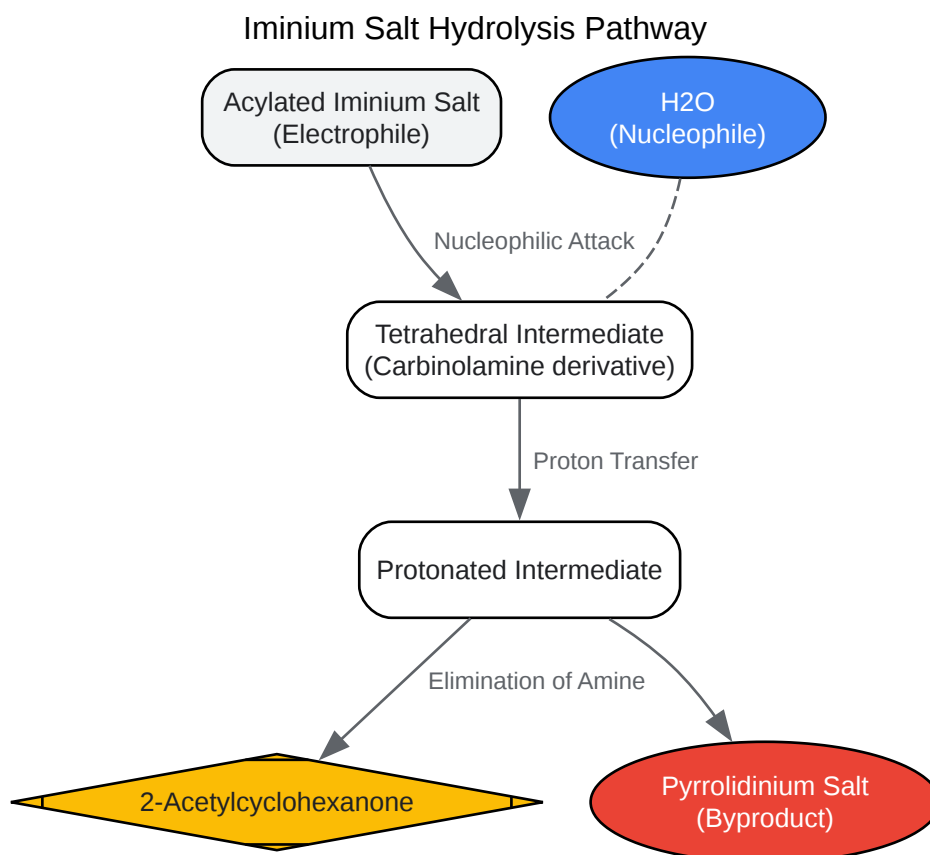 Iminium Salt Hydrolysis Pathway
Acylated Iminium Salt
(Electrophile)
H2O
(Nucleophile)
Nucleophilic Attack
Tetrahedral Intermediate
(Carbinolamine derivative)
Proton Transfer
Protonated Intermediate
Elimination of Amine
2-Acetylcyclohexanone
Pyrrolidinium Salt
(Byproduct)